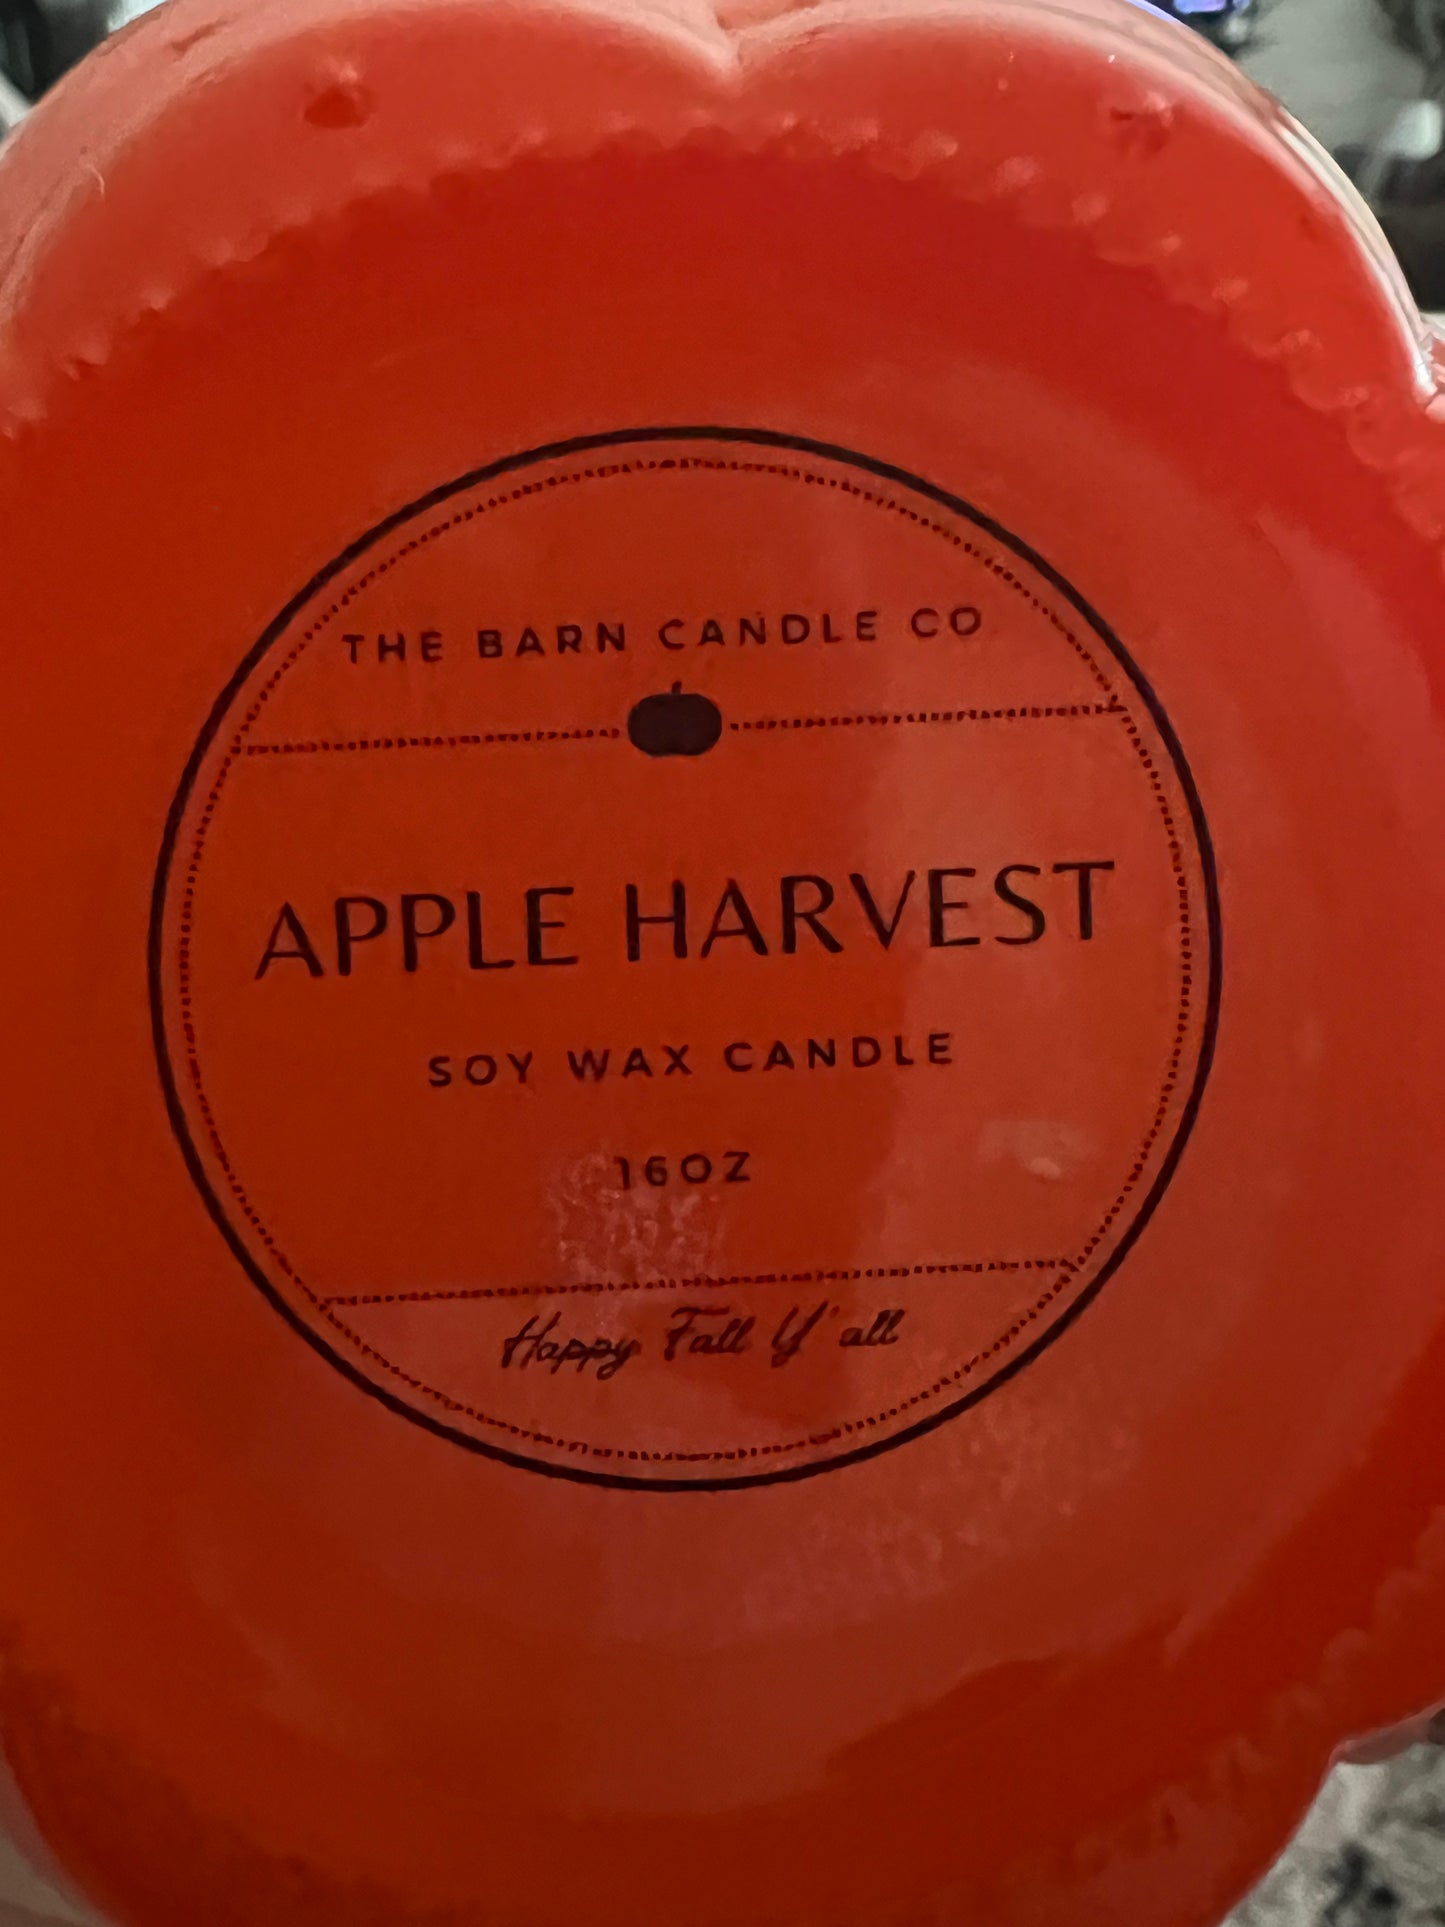 THE BARN CANDLE CO
APPLE HARVEST
SOY WAX CANDLE
16OZ
Happy Fall Y'all